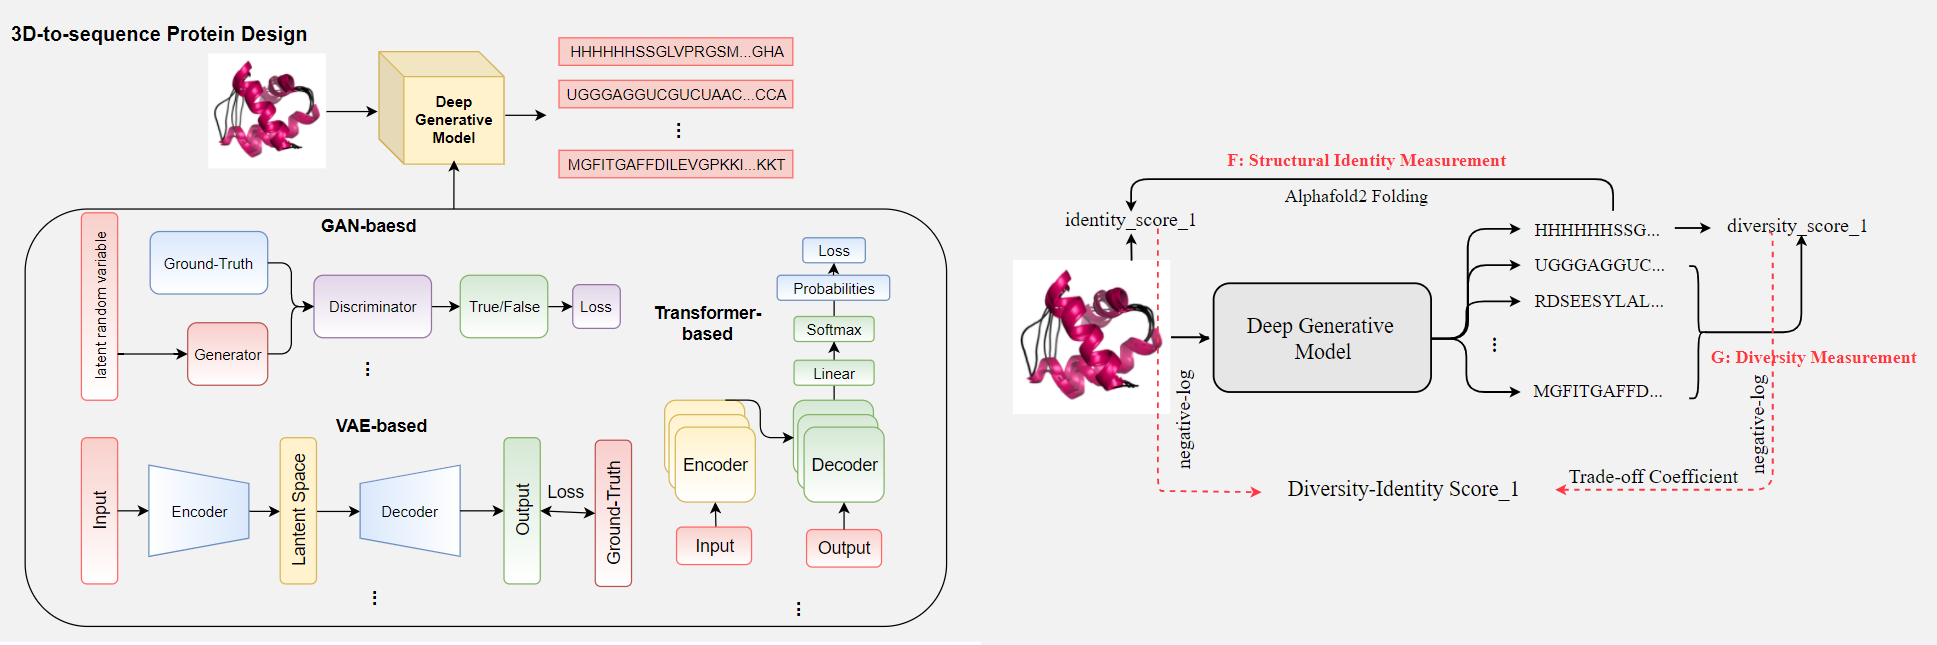 3D-to-sequence Protein Design
Deep
Generative
Model
HHHHHHSSGLVPRGSM...GHA
UGGGAGGUCGUCUAAC...CCA
⋮
MGFITGAFFDILEVGPKKI...KKT
GAN-baesd
latent random variable
Ground-Truth
Generator
Discriminator
True/False
Loss
⋮
VAE-based
Input
Encoder
Lantent Space
Decoder
Output
Loss
Ground-Truth
⋮
Transformer-
based
Loss
Probabilities
Softmax
Linear
Encoder
Decoder
Input
Output
⋮
F: Structural Identity Measurement
Alphafold2 Folding
identity_score_1
HHHHHHSSG...
diversity_score_1
UGGGAGGUC...
RDSEESYLAL...
⋮
MGFITGAFFD...
Deep Generative
Model
G: Diversity Measurement
negative-log
negative-log
Trade-off Coefficient
Diversity-Identity Score_1